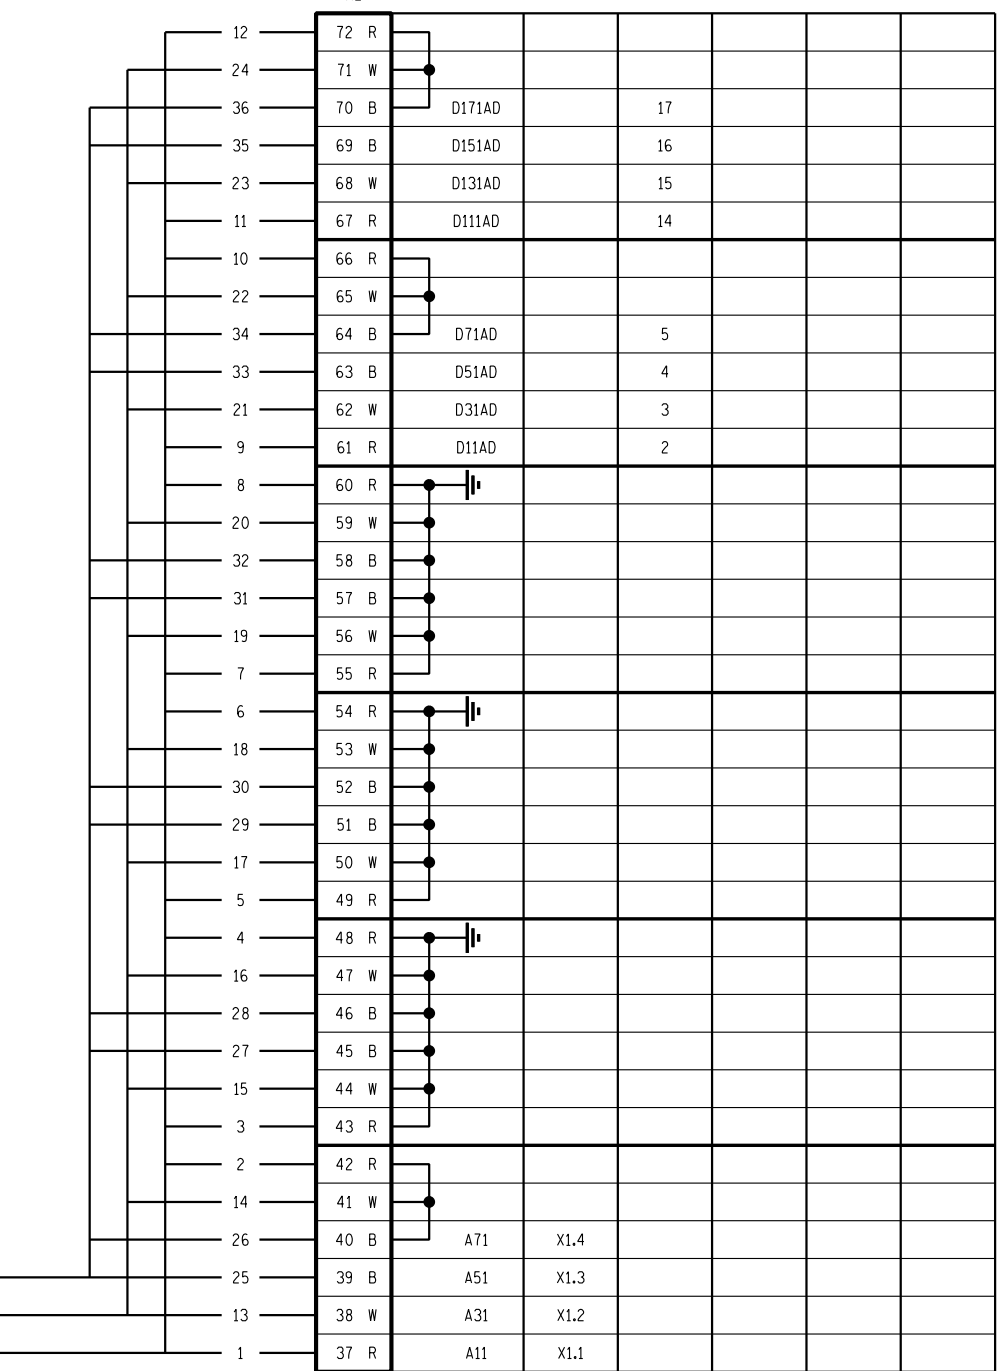 12 72 R
24 71 W
36 70 B D171AD 17
35 69 B D151AD 16
23 68 W D131AD 15
11 67 R D111AD 14
10 66 R
22 65 W
34 64 B D71AD 5
33 63 B D51AD 4
21 62 W D31AD 3
9 61 R D11AD 2
8 60 R
20 59 W
32 58 B
31 57 B
19 56 W
7 55 R
6 54 R
18 53 W
30 52 B
29 51 B
17 50 W
5 49 R
4 48 R
16 47 W
28 46 B
27 45 B
15 44 W
3 43 R
2 42 R
14 41 W
26 40 B A71 X1.4
25 39 B A51 X1.3
13 38 W A31 X1.2
1 37 R A11 X1.1